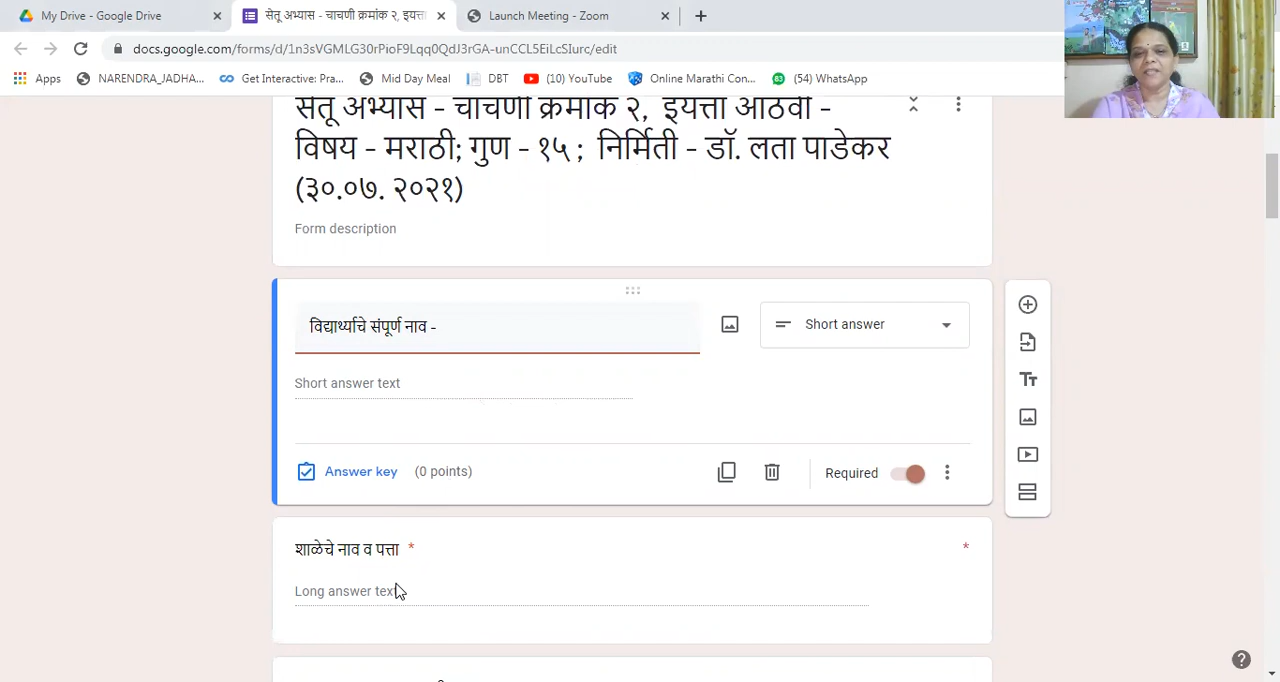 My Drive - Google Drive
सेतू अभ्यास - चाचणी क्रमांक २, इयत्ता
Launch Meeting - Zoom
docs.google.com/forms/d/1n3sVGMLG30rPioF9Lqq0QdJ3rGA-unCCL5EiLcSIurc/edit
Apps
NARENDRA_JADHA...
Get Interactive: Pra...
Mid Day Meal
DBT
(10) YouTube
Online Marathi Con...
(54) WhatsApp
सेतू अभ्यास - चाचणी क्रमांक २, इयत्ता आठवी -
विषय - मराठी; गुण - १५ ; निर्मिती - डॉ. लता पाडेकर
(३०.०७. २०२१)
Form description
विद्यार्थ्याचे संपूर्ण नाव -
Short answer
Short answer text
Answer key (0 points)
Required
शाळेचे नाव व पत्ता *
*
Long answer text